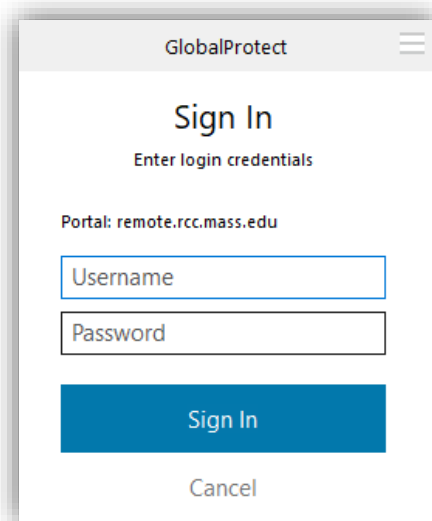 GlobalProtect
Sign In
Enter login credentials
Portal: remote.rcc.mass.edu
Username
Password
Sign In
Cancel